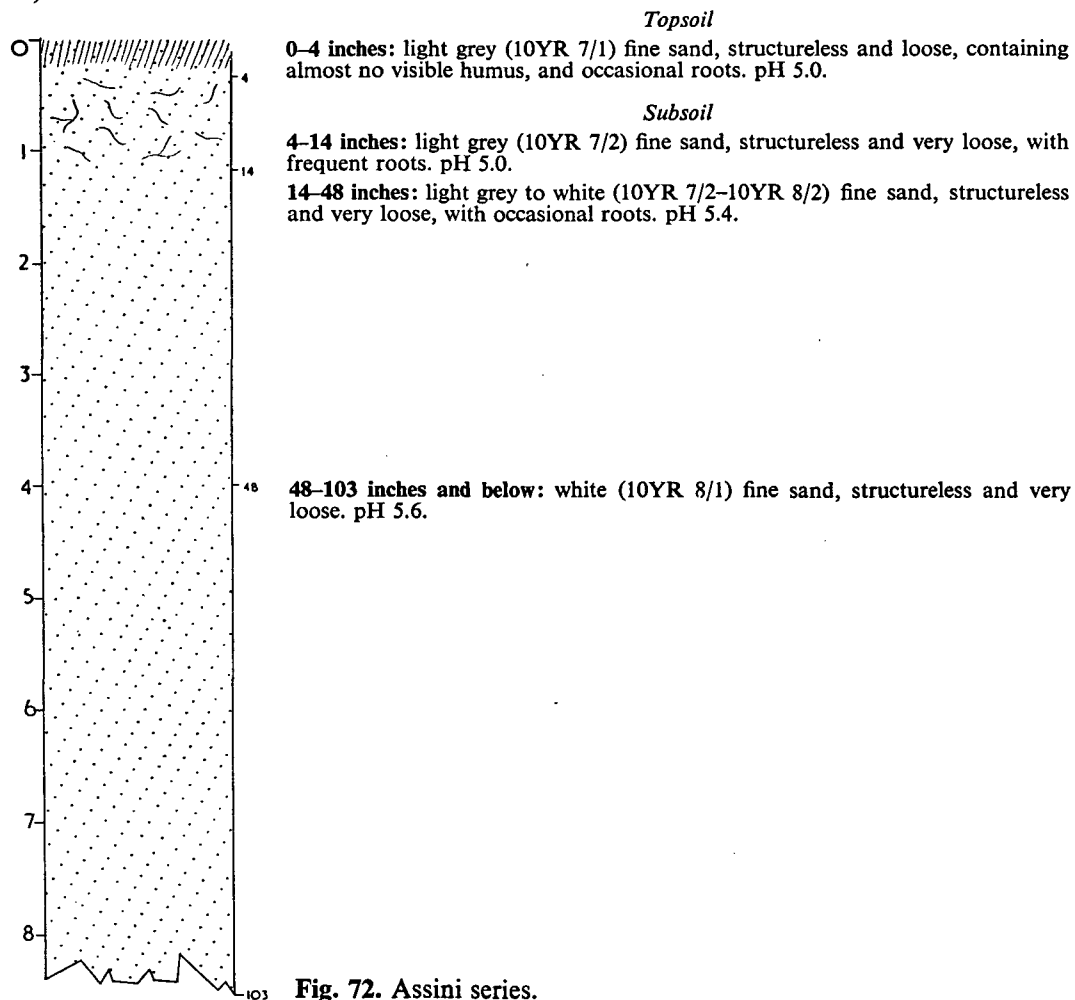 Topsoil
0
0–4 inches: light grey (10YR 7/1) fine sand, structureless and loose, containing
almost no visible humus, and occasional roots. pH 5.0.
4
Subsoil
4–14 inches: light grey (10YR 7/2) fine sand, structureless and very loose, with
frequent roots. pH 5.0.
1
14
14–48 inches: light grey to white (10YR 7/2–10YR 8/2) fine sand, structureless
and very loose, with occasional roots. pH 5.4.
2
3
4
48
48–103 inches and below: white (10YR 8/1) fine sand, structureless and very
loose. pH 5.6.
5
6
7
8
103
Fig. 72. Assini series.